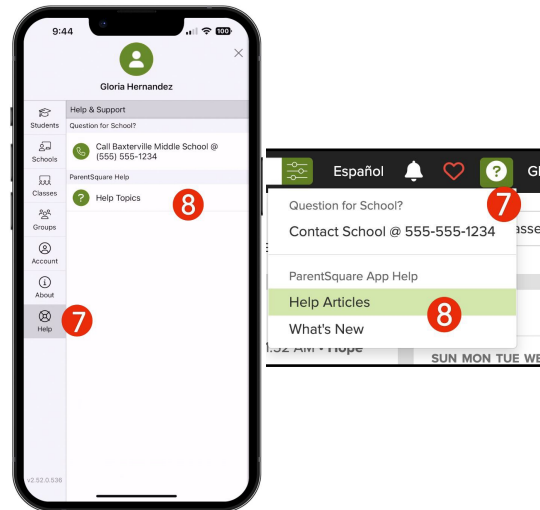 9:44
100
Gloria Hernandez
Help & Support
Students
Question for School?
Call Baxterville Middle School @
(555) 555-1234
Schools
ParentSquare Help
Help Topics
8
Classes
Groups
Account
About
Help
7
v2.52.0.536
Español
?
7
Question for School?
Contact School @ 555-555-1234
ParentSquare App Help
Help Articles
8
What's New
AM • Hope
SUN MON TUE WE